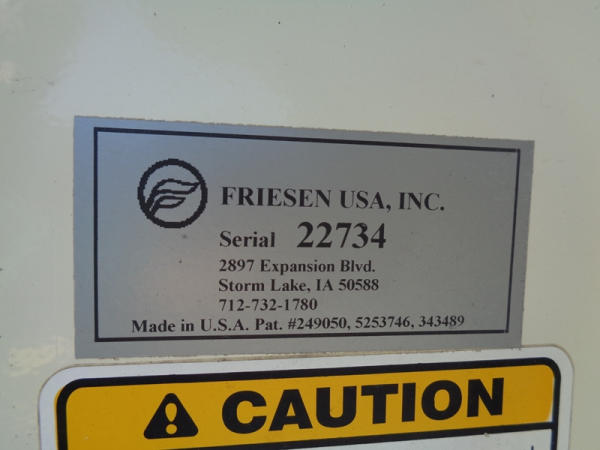 FRIESEN USA, INC.
Serial 22734
2897 Expansion Blvd.
Storm Lake, IA 50588
712-732-1780
Made in U.S.A. Pat. #249050, 5253746, 343489
CAUTION